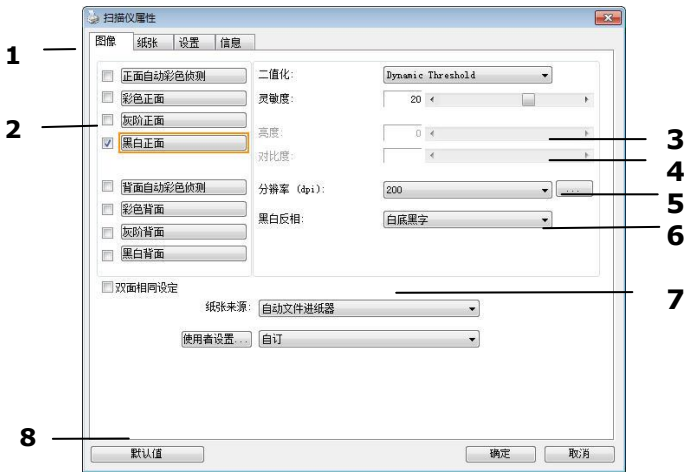 扫描仪属性
图像 纸张 设置 信息
1
正面自动彩色侦测
彩色正面
灰阶正面
2
黑白正面
背面自动彩色侦测
彩色背面
灰阶背面
黑白背面
二值化: Dynamic Threshold
灵敏度: 20
亮度: 0
3
对比度:
4
分辨率 (dpi): 200 ...
5
黑白反相: 白底黑字
6
双面相同设定
7
纸张来源: 自动文件进纸器
使用者设置... 自订
8
默认值 确定 取消